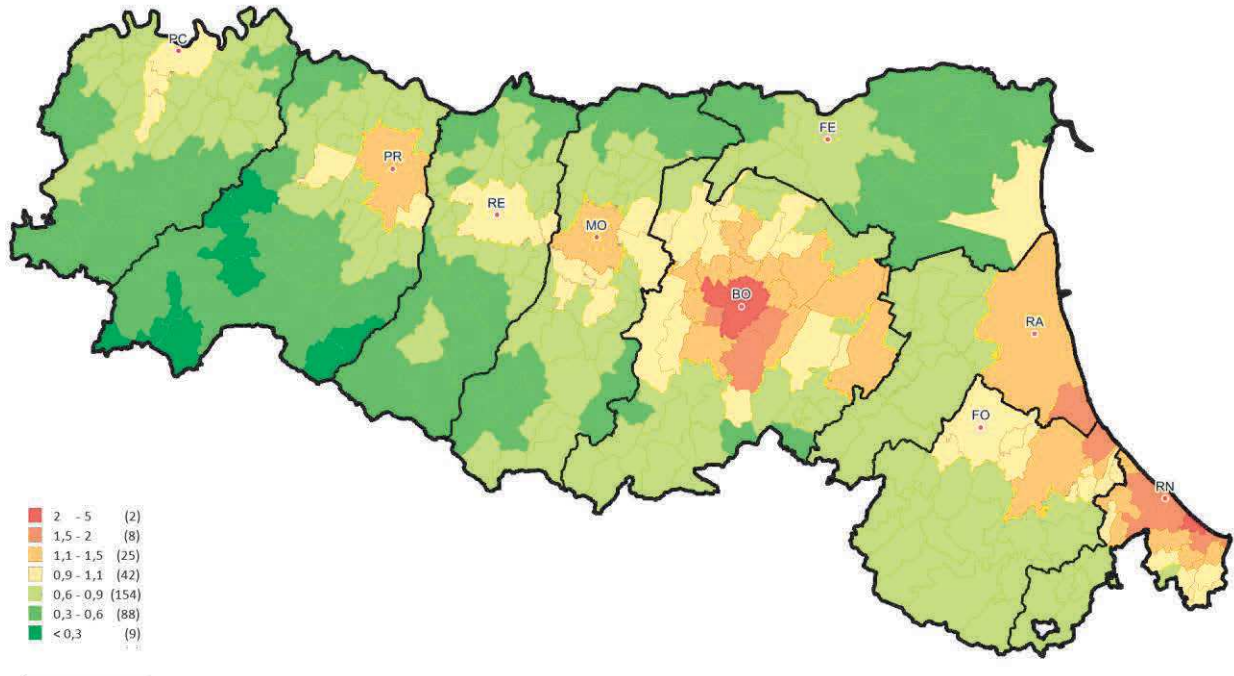 PC
FE
PR
RE
MO
BO
RA
FO
RN
2 - 5 (2)
1,5 - 2 (8)
1,1 - 1,5 (25)
0,9 - 1,1 (42)
0,6 - 0,9 (154)
0,3 - 0,6 (88)
< 0,3 (9)